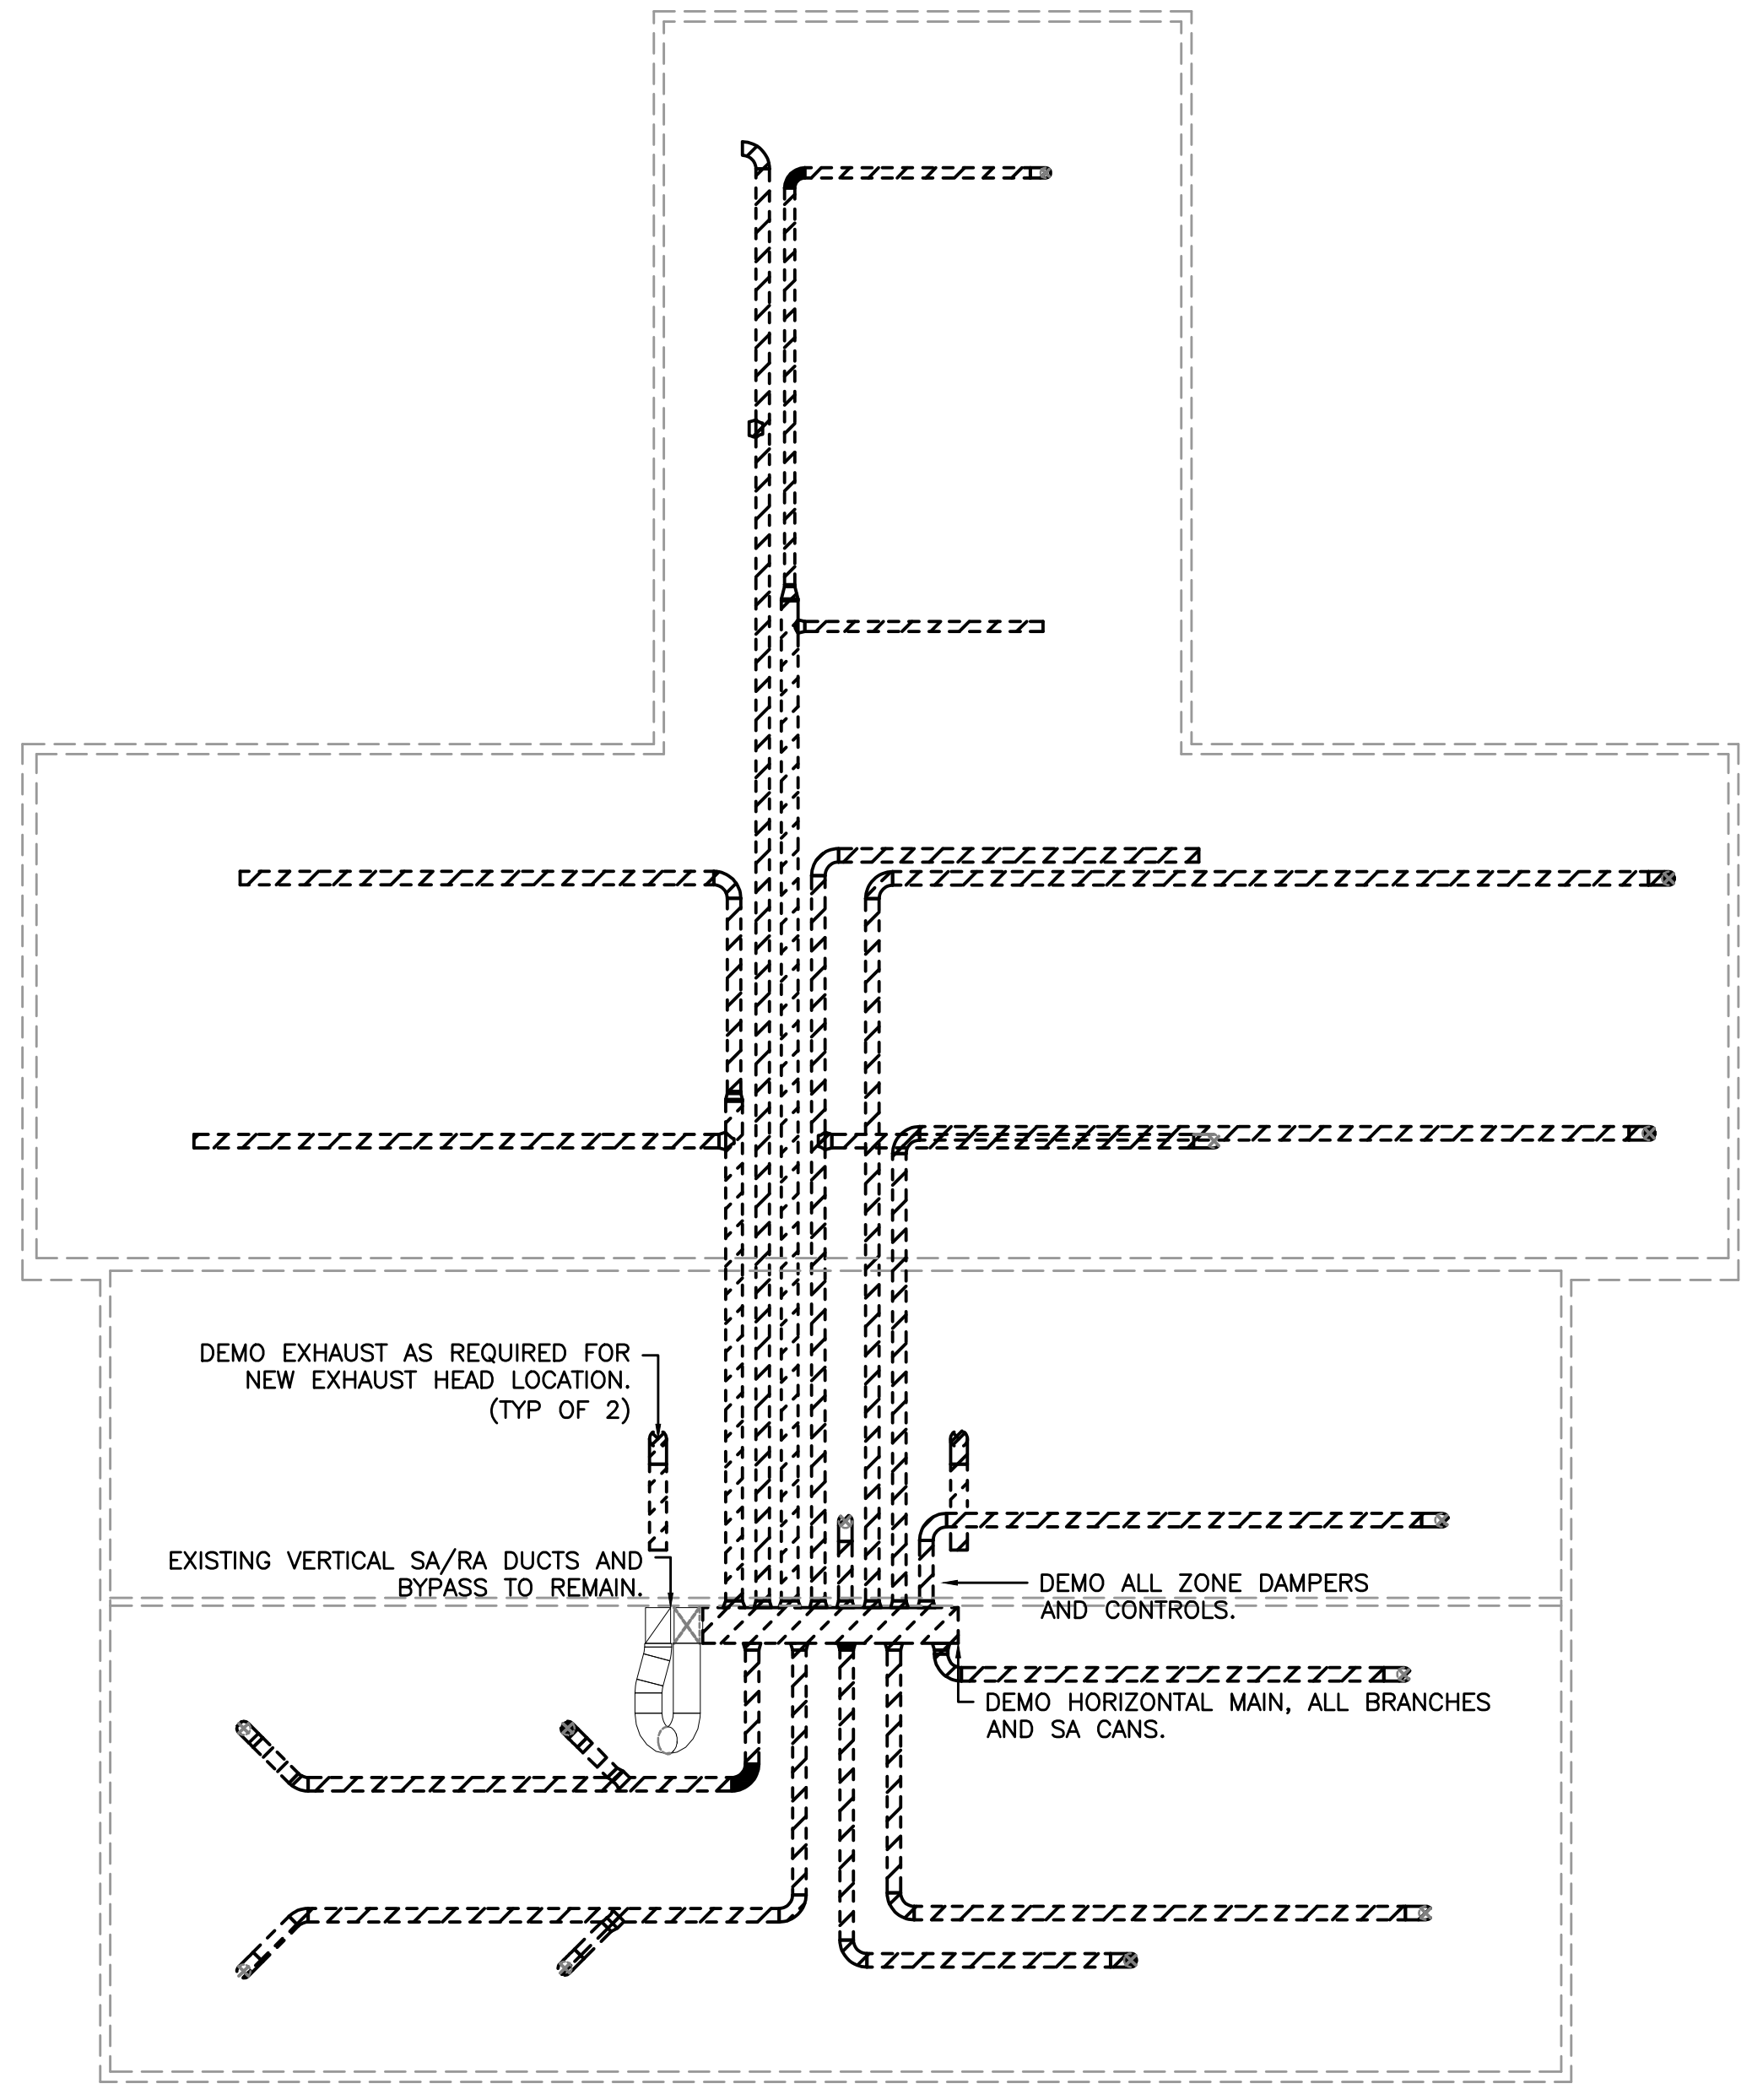 DEMO EXHAUST AS REQUIRED FOR
NEW EXHAUST HEAD LOCATION.
(TYP OF 2)
EXISTING VERTICAL SA/RA DUCTS AND
BYPASS TO REMAIN.
DEMO ALL ZONE DAMPERS
AND CONTROLS.
DEMO HORIZONTAL MAIN, ALL BRANCHES
AND SA CANS.